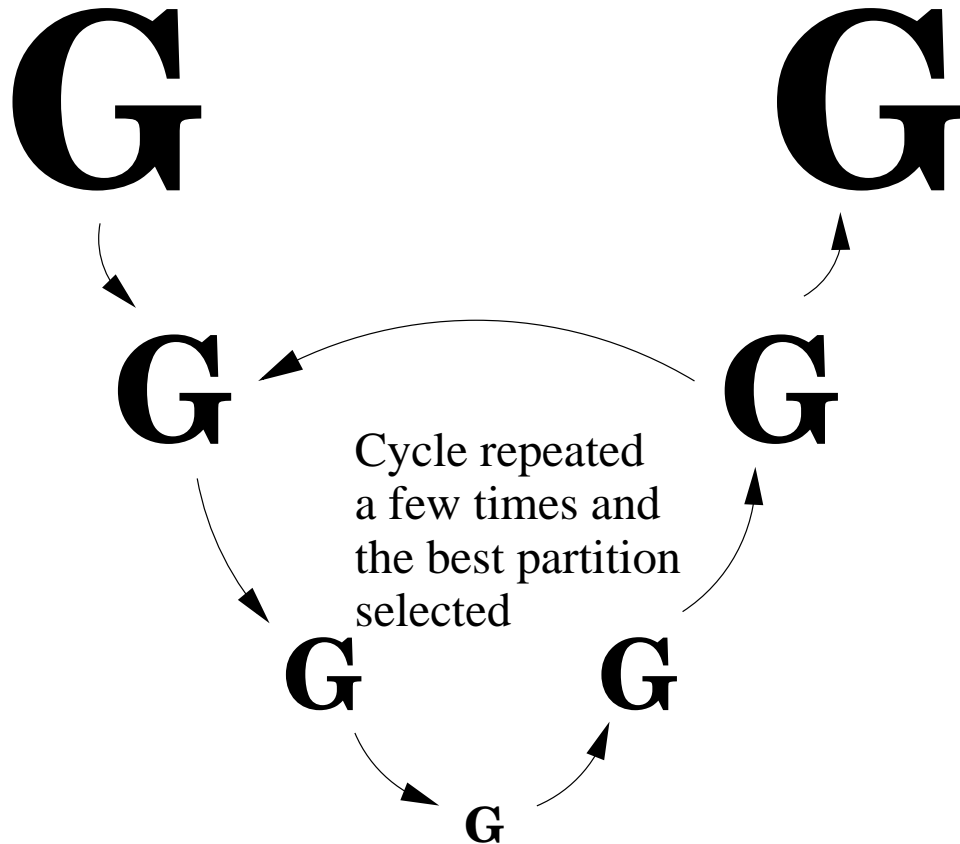 G G
G G
Cycle repeated
a few times and
the best partition
selected
G G
G